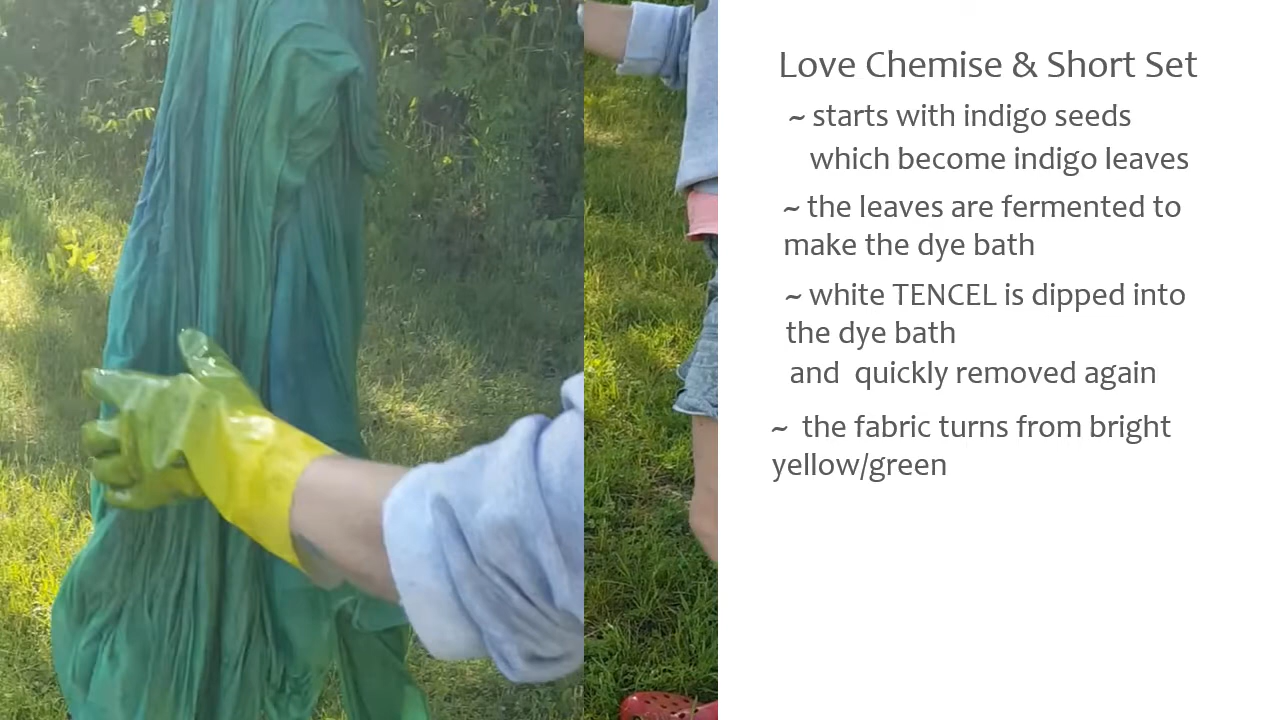 Love Chemise & Short Set
~ starts with indigo seeds
which become indigo leaves
~ the leaves are fermented to
make the dye bath
~ white TENCEL is dipped into
the dye bath
and quickly removed again
~ the fabric turns from bright
yellow/green